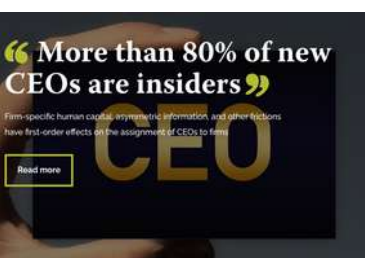 “ More than 80% of new
CEOs are insiders ”
Firm-specific human capital, asymmetric information, and other frictions
have first-order effects on the assignment of CEOs to firms
CEO
Read more